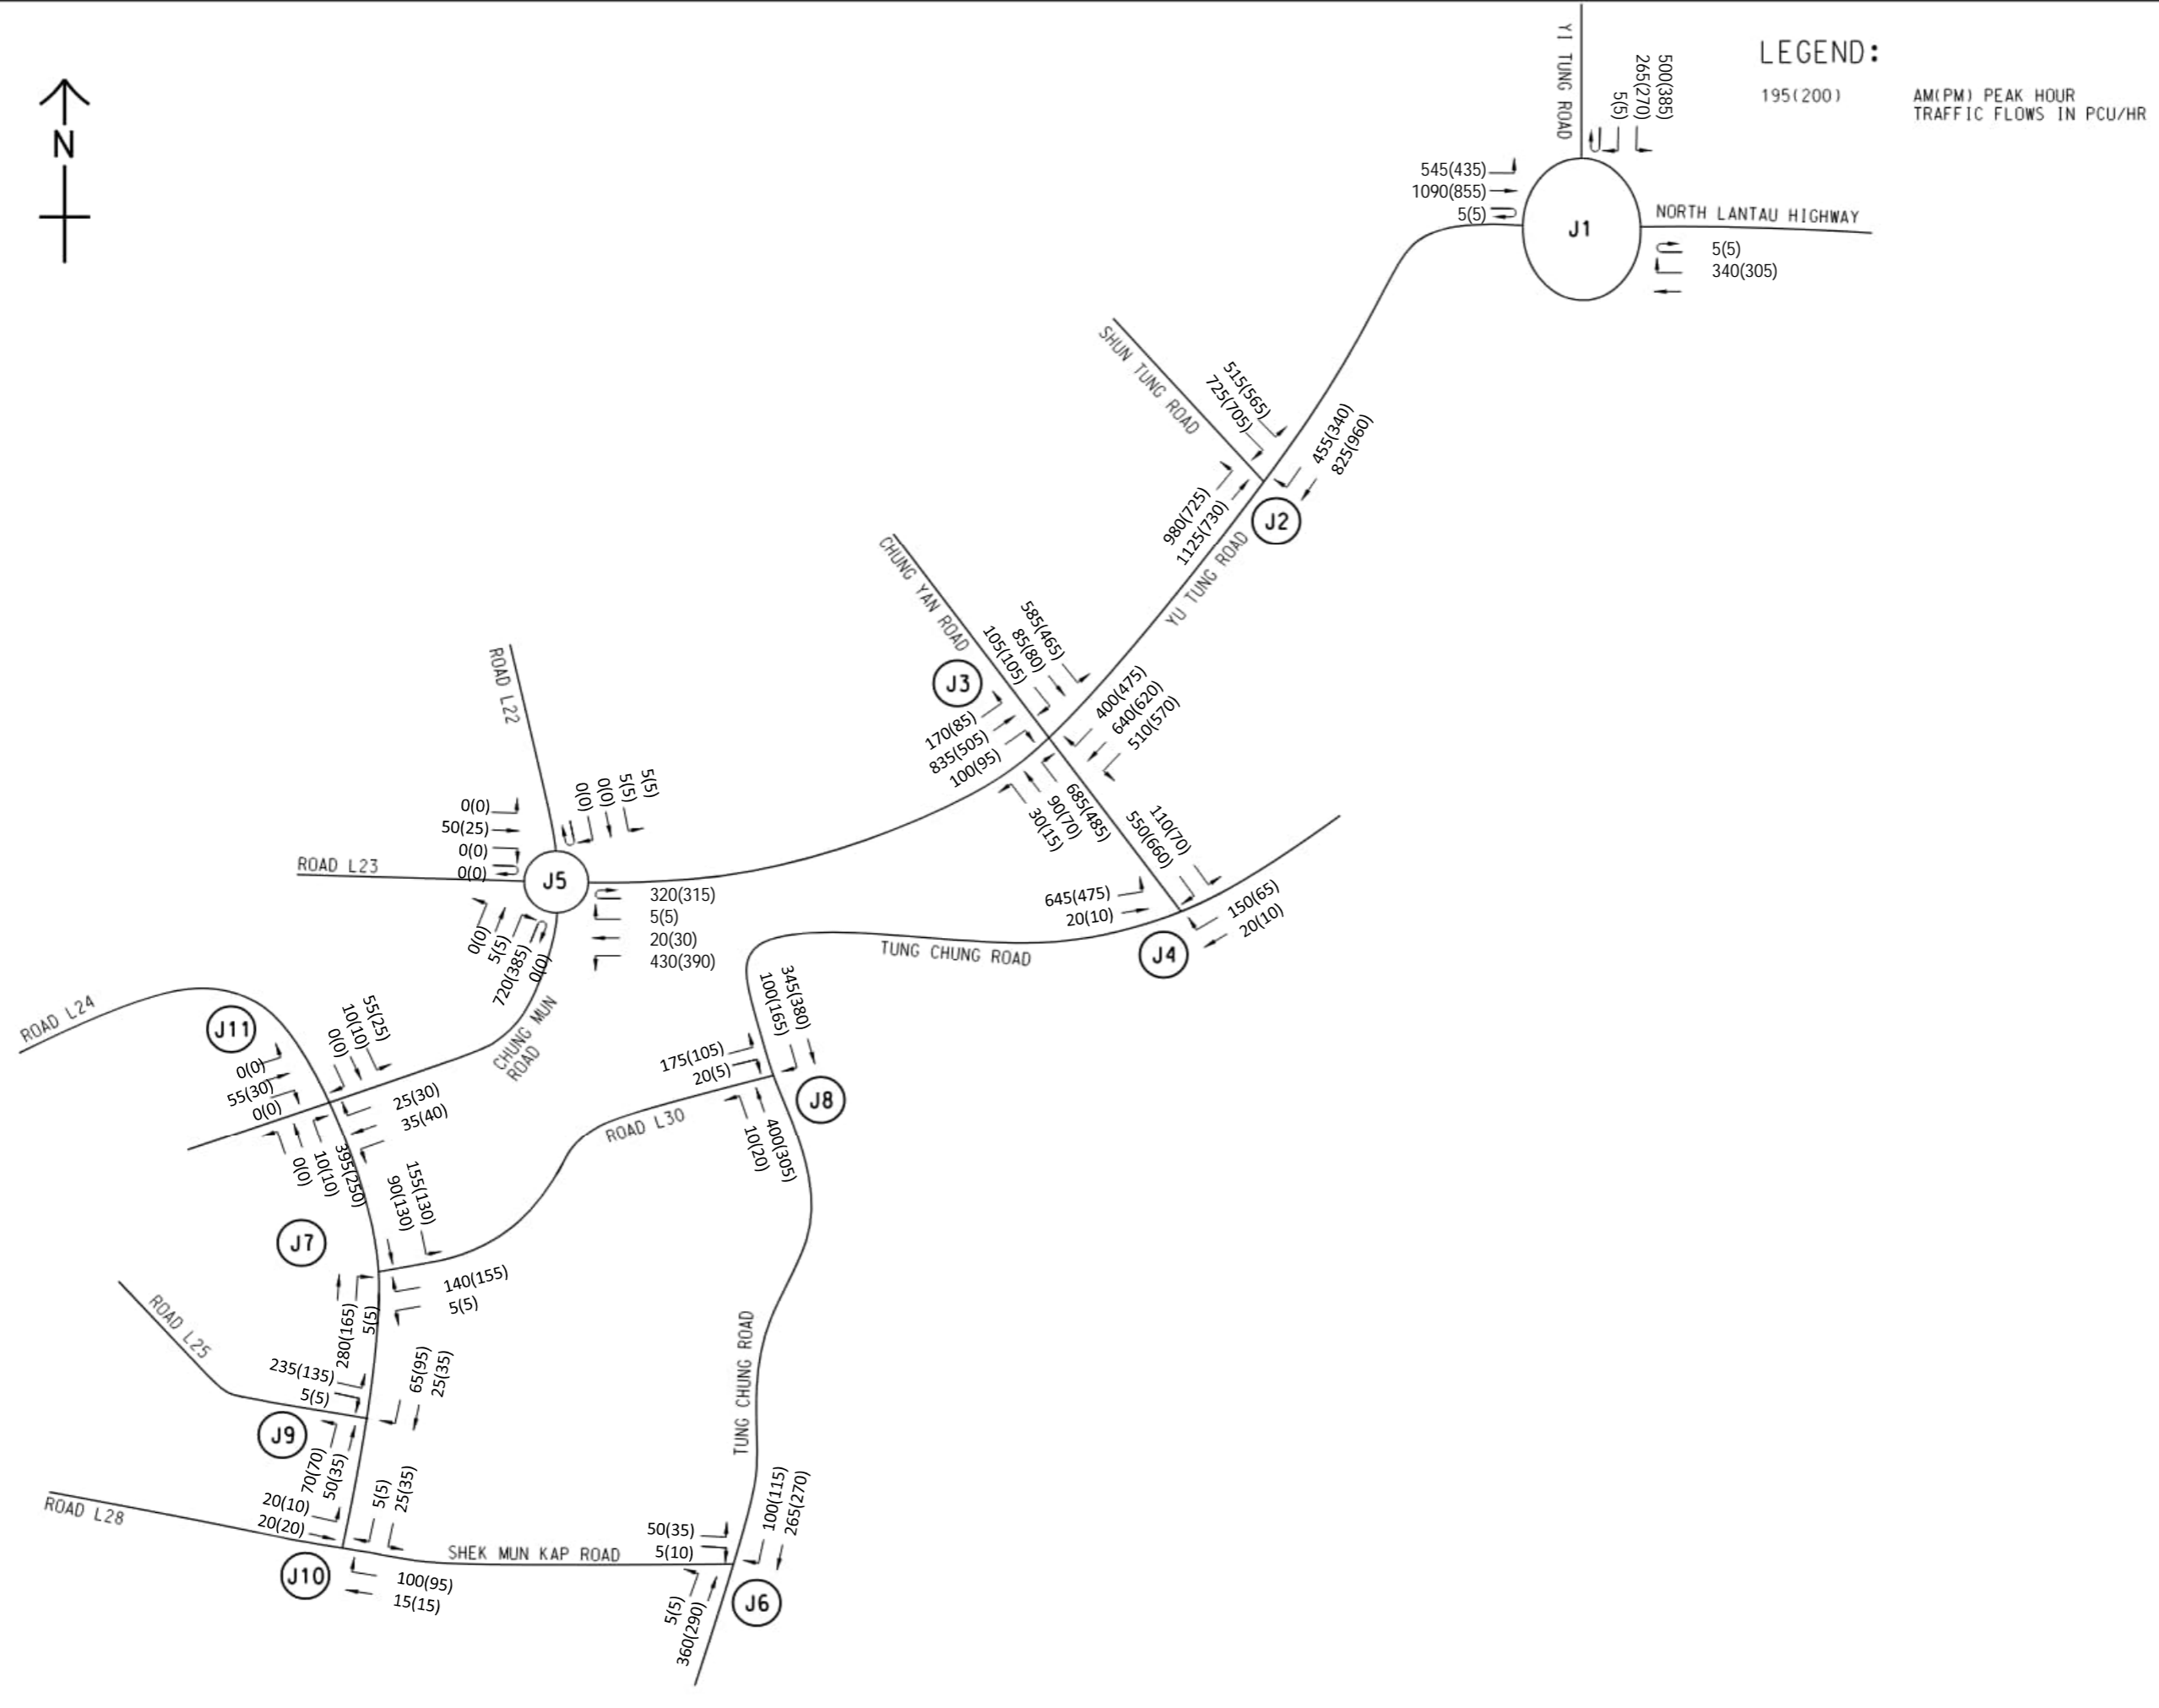 N
YI TUNG ROAD
5(5)
265(270)
500(385)
LEGEND:
195(200)
AM(PM) PEAK HOUR
TRAFFIC FLOWS IN PCU/HR
545(435)
1090(855)
5(5)
J1
NORTH LANTAU HIGHWAY
5(5)
340(305)
SHUN TUNG ROAD
515(565)
725(705)
455(340)
825(960)
980(725)
1125(730)
J2
YU TUNG ROAD
CHUNG YAN ROAD
585(465)
85(80)
105(105)
J3
170(85)
835(505)
100(95)
400(475)
640(620)
510(570)
685(485)
90(70)
30(15)
110(70)
550(660)
645(475)
20(10)
150(65)
20(10)
J4
TUNG CHUNG ROAD
ROAD L22
0(0)
0(0)
5(5)
5(5)
0(0)
50(25)
0(0)
0(0)
ROAD L23
J5
320(315)
5(5)
20(30)
430(390)
0(0)
5(5)
720(385)
0(0)
CHUNG MUN
ROAD
ROAD L24
J11
0(0)
10(10)
55(25)
0(0)
55(30)
0(0)
25(30)
35(40)
0(0)
10(10)
395(250)
100(165)
345(380)
175(105)
20(5)
J8
ROAD L30
10(20)
400(305)
J7
90(130)
155(130)
140(155)
5(5)
280(165)
5(5)
ROAD L25
235(135)
5(5)
65(95)
25(35)
J9
70(70)
50(35)
TUNG CHUNG ROAD
ROAD L28
20(10)
20(20)
5(5)
25(35)
J10
100(95)
15(15)
SHEK MUN KAP ROAD
50(35)
5(10)
100(115)
265(270)
5(5)
360(290)
J6